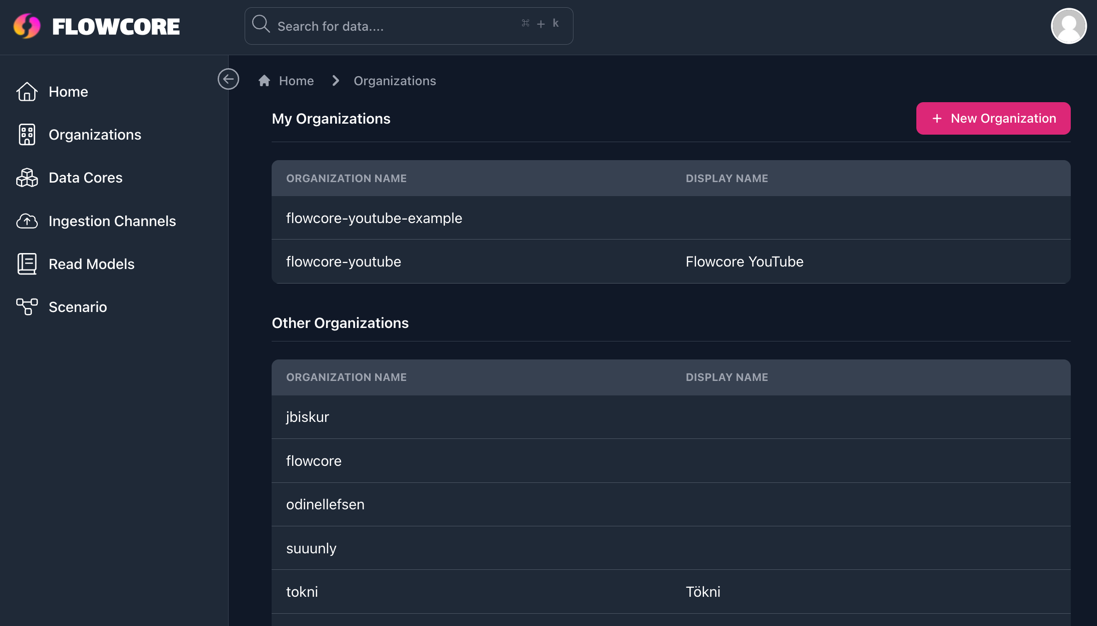 FLOWCORE
Search for data....
⌘ + k
Home
Organizations
Data Cores
Ingestion Channels
Read Models
Scenario
Home
Organizations
My Organizations
+ New Organization
ORGANIZATION NAME DISPLAY NAME
flowcore-youtube-example
flowcore-youtube Flowcore YouTube
Other Organizations
ORGANIZATION NAME DISPLAY NAME
jbiskur
flowcore
odinellefsen
suuunly
tokni Tökni